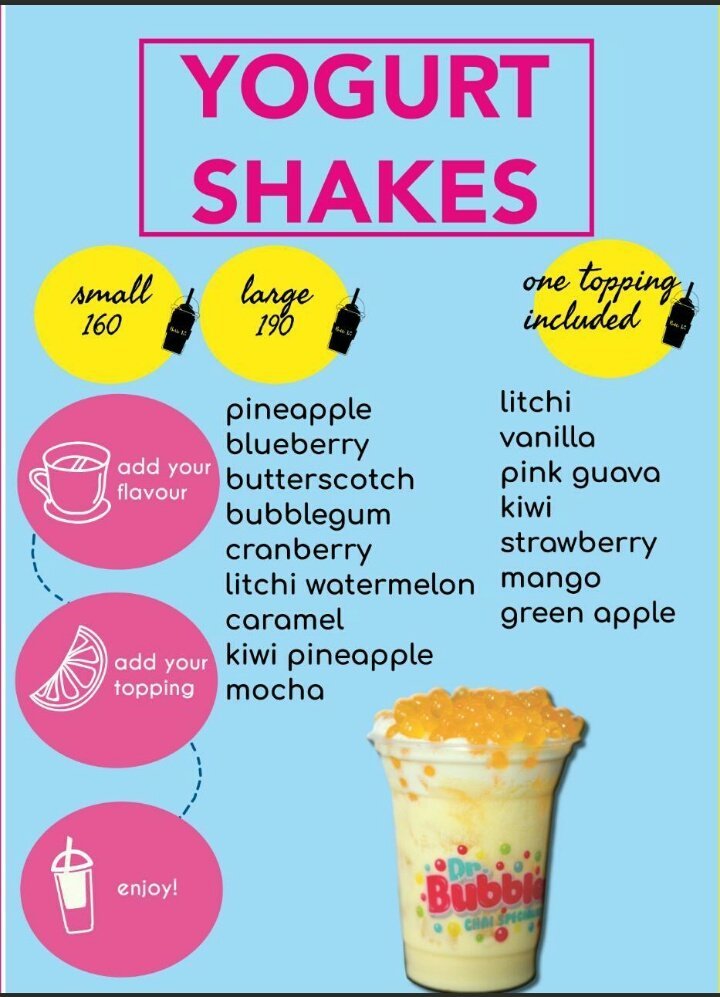 YOGURT
SHAKES
small
160
large
190
one topping
included
add your
flavour
add your
topping
enjoy!
pineapple
blueberry
butterscotch
bubblegum
cranberry
litchi watermelon
caramel
kiwi pineapple
mocha
litchi
vanilla
pink guava
kiwi
strawberry
mango
green apple
Dr.
Bubble
CHAI